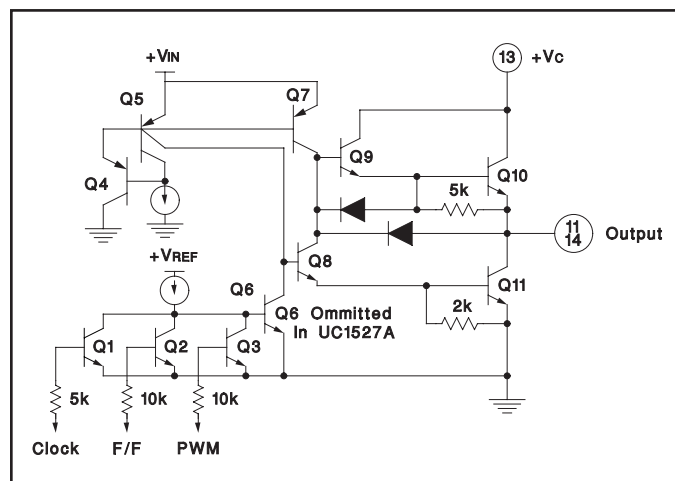 +VIN
13
+VC
Q5
Q7
Q9
Q4
Q10
5k
+VREF
11
14
Output
Q8
Q6
Q11
Q6 Ommitted
In UC1527A
2k
Q1
Q2
Q3
5k
10k
10k
Clock
F/F
PWM